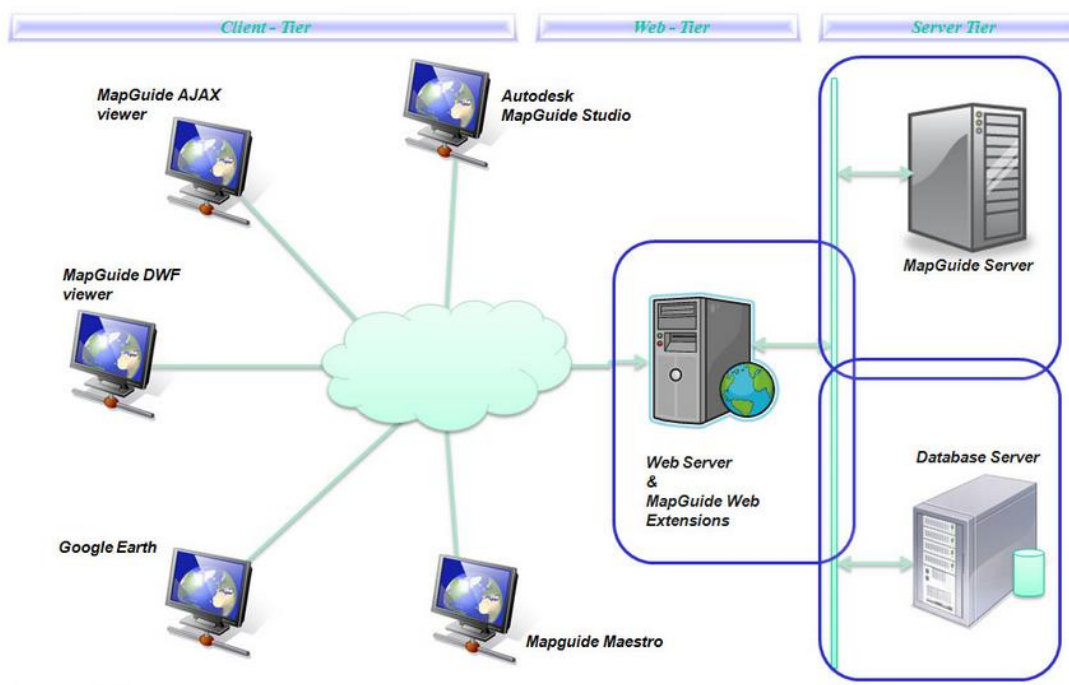 Client - Tier
Web - Tier
Server Tier
MapGuide AJAX
viewer
Autodesk
MapGuide Studio
MapGuide DWF
viewer
MapGuide Server
Web Server
&
MapGuide Web
Extensions
Database Server
Google Earth
Mapguide Maestro